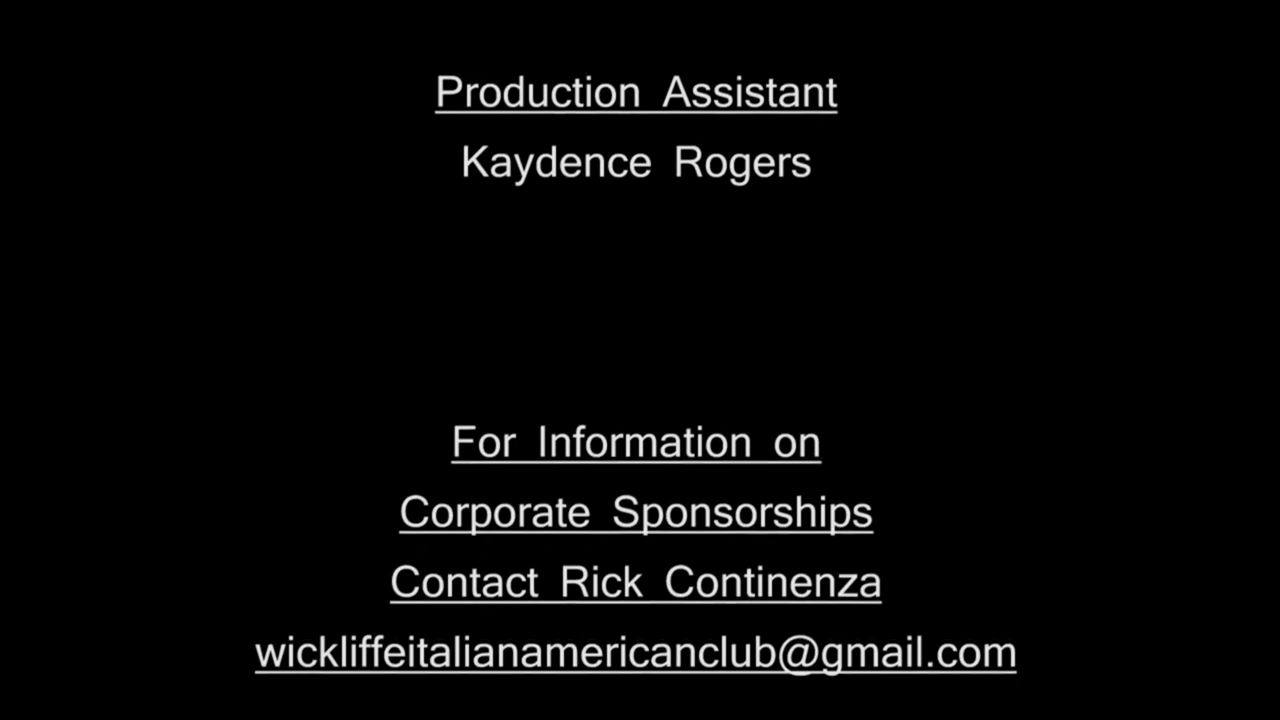 Production Assistant
Kaydence Rogers
For Information on
Corporate Sponsorships
Contact Rick Continenza
wickliffeitalianamericanclub@gmail.com